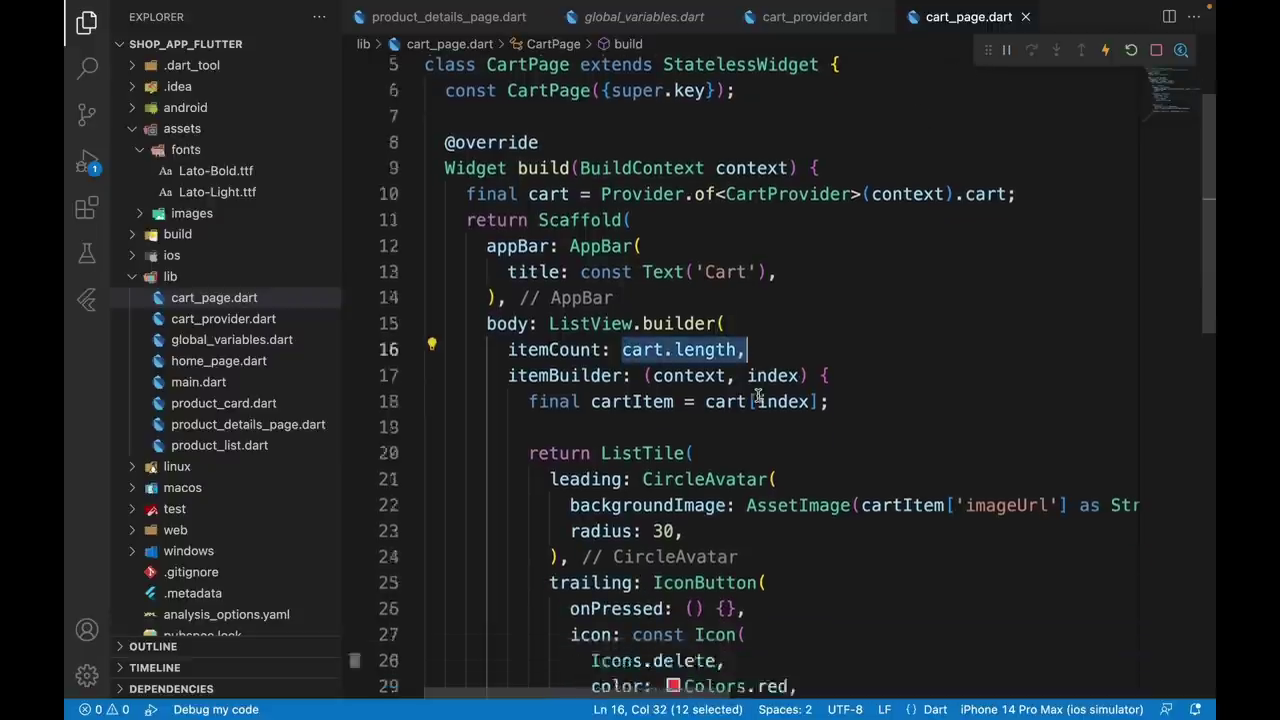 EXPLORER
product_details_page.dart
global_variables.dart
cart_provider.dart
cart_page.dart
SHOP_APP_FLUTTER
.dart_tool
.idea
android
assets
fonts
Aa Lato-Bold.ttf
Aa Lato-Light.ttf
images
build
ios
lib
cart_page.dart
cart_provider.dart
global_variables.dart
home_page.dart
main.dart
product_card.dart
product_details_page.dart
product_list.dart
linux
macos
test
web
windows
.gitignore
.metadata
analysis_options.yaml
pubspec.lock
OUTLINE
TIMELINE
DEPENDENCIES
lib > cart_page.dart > CartPage > build
5 class CartPage extends StatelessWidget {
6 const CartPage({super.key});
7
8 @override
9 Widget build(BuildContext context) {
10 final cart = Provider.of<CartProvider>(context).cart;
11 return Scaffold(
12 appBar: AppBar(
13 title: const Text('Cart'),
14 ), // AppBar
15 body: ListView.builder(
16 itemCount: cart.length,
17 itemBuilder: (context, index) {
18 final cartItem = cart[index];
19
20 return ListTile(
21 leading: CircleAvatar(
22 backgroundImage: AssetImage(cartItem['imageUrl'] as Str
23 radius: 30,
24 ), // CircleAvatar
25 trailing: IconButton(
26 onPressed: () {},
27 icon: const Icon(
28 Icons.delete,
29 color: Colors.red,
1
0 0 Debug my code Ln 16, Col 32 (12 selected) Spaces: 2 UTF-8 LF {} Dart iPhone 14 Pro Max (ios simulator)